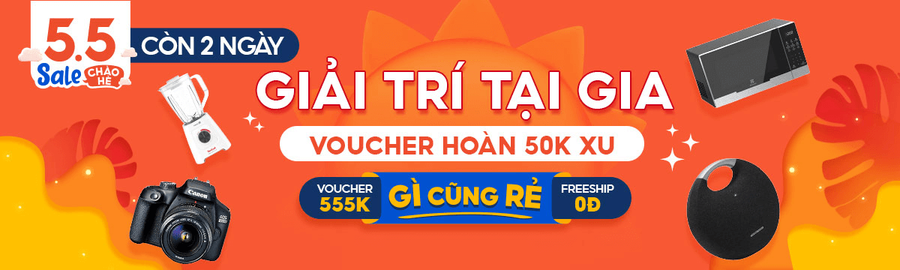 5.5
Sale
CHÀO
HÈ
CÒN 2 NGÀY
GIẢI TRÍ TẠI GIA
VOUCHER HOÀN 50K XU
VOUCHER
555K
GÌ CŨNG RẺ
FREESHIP
0Đ
Canon